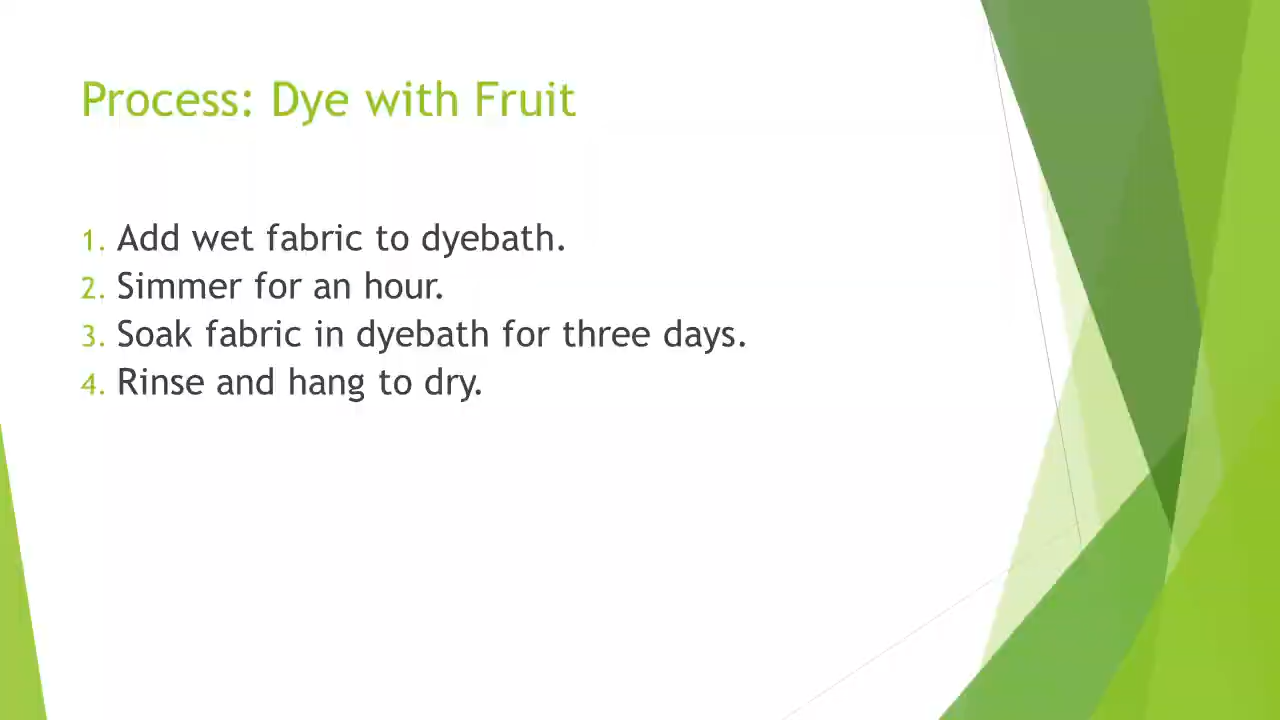 Process: Dye with Fruit
1. Add wet fabric to dyebath.
2. Simmer for an hour.
3. Soak fabric in dyebath for three days.
4. Rinse and hang to dry.